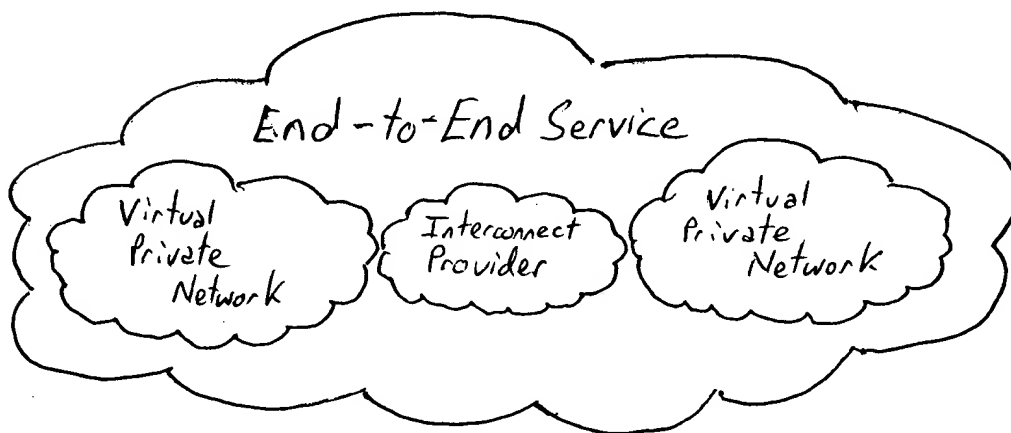 End-to-End Service
Virtual
Private
Network
Interconnect
Provider
Virtual
Private
Network